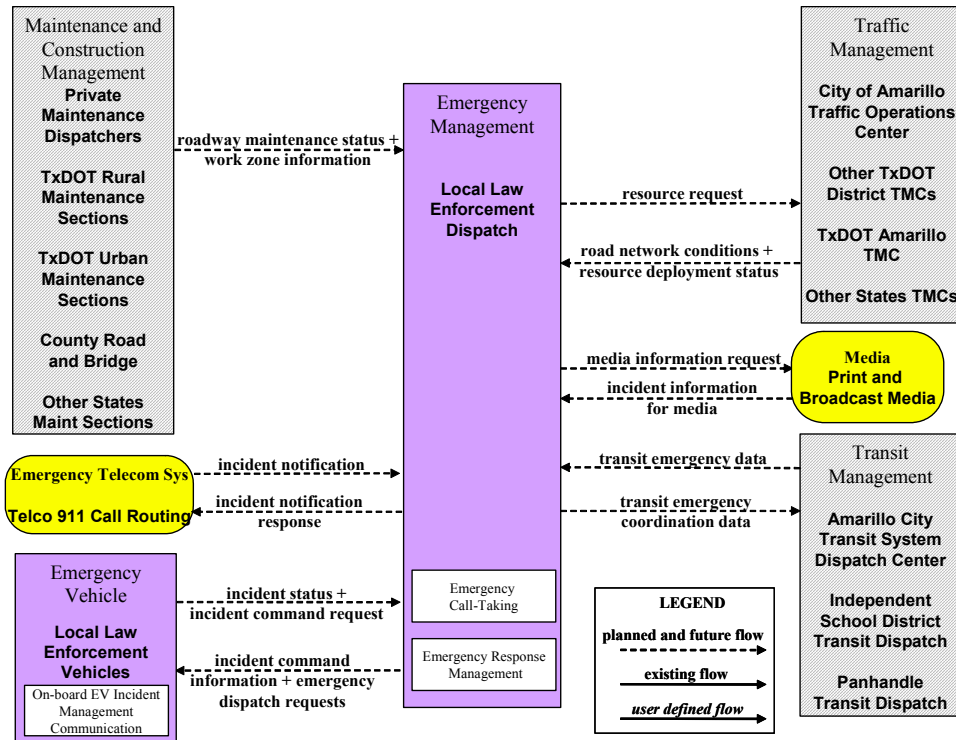 Maintenance and
Construction
Management
Private
Maintenance
Dispatchers
TxDOT Rural
Maintenance
Sections
TxDOT Urban
Maintenance
Sections
County Road
and Bridge
Other States
Maint Sections
roadway maintenance status +
work zone information
Emergency Telecom Sys
Telco 911 Call Routing
incident notification
incident notification
response
Emergency
Vehicle
Local Law
Enforcement
Vehicles
On-board EV Incident
Management
Communication
incident status +
incident command request
incident command
information + emergency
dispatch requests
Emergency
Management
Local Law
Enforcement
Dispatch
Emergency
Call-Taking
Emergency Response
Management
resource request
road network conditions +
resource deployment status
media information request
incident information
for media
transit emergency data
transit emergency
coordination data
Traffic
Management
City of Amarillo
Traffic Operations
Center
Other TxDOT
District TMCs
TxDOT Amarillo
TMC
Other States TMCs
Media
Print and
Broadcast Media
Transit
Management
Amarillo City
Transit System
Dispatch Center
Independent
School District
Transit Dispatch
Panhandle
Transit Dispatch
LEGEND
planned and future flow
existing flow
user defined flow